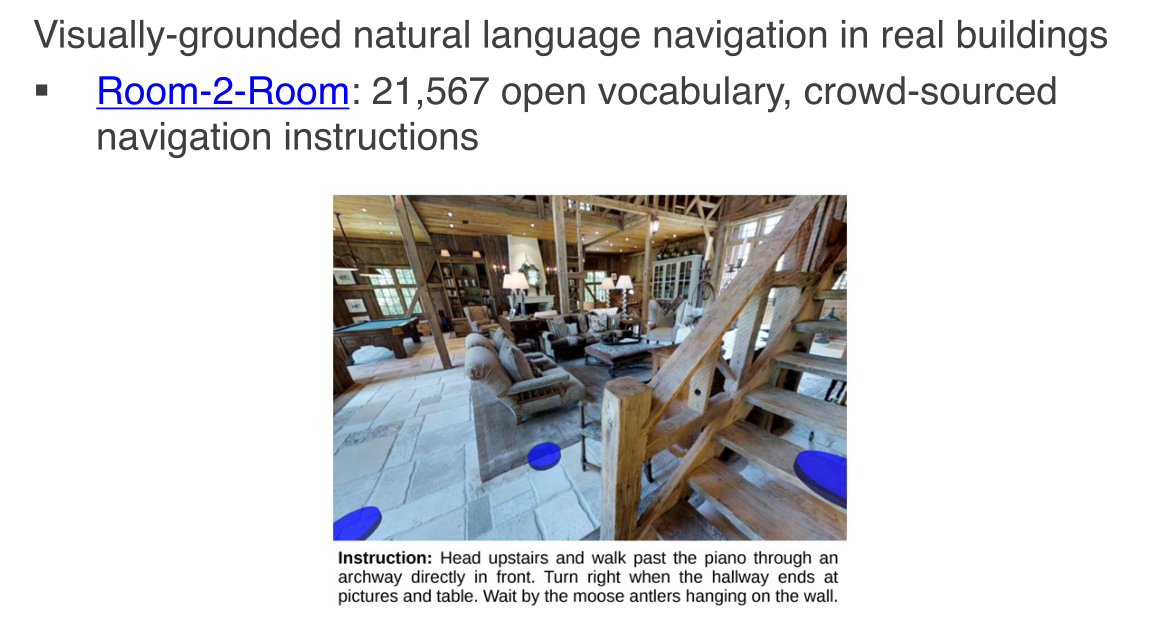 Visually-grounded natural language navigation in real buildings
▪ Room-2-Room: 21,567 open vocabulary, crowd-sourced
navigation instructions
Instruction: Head upstairs and walk past the piano through an
archway directly in front. Turn right when the hallway ends at
pictures and table. Wait by the moose antlers hanging on the wall.